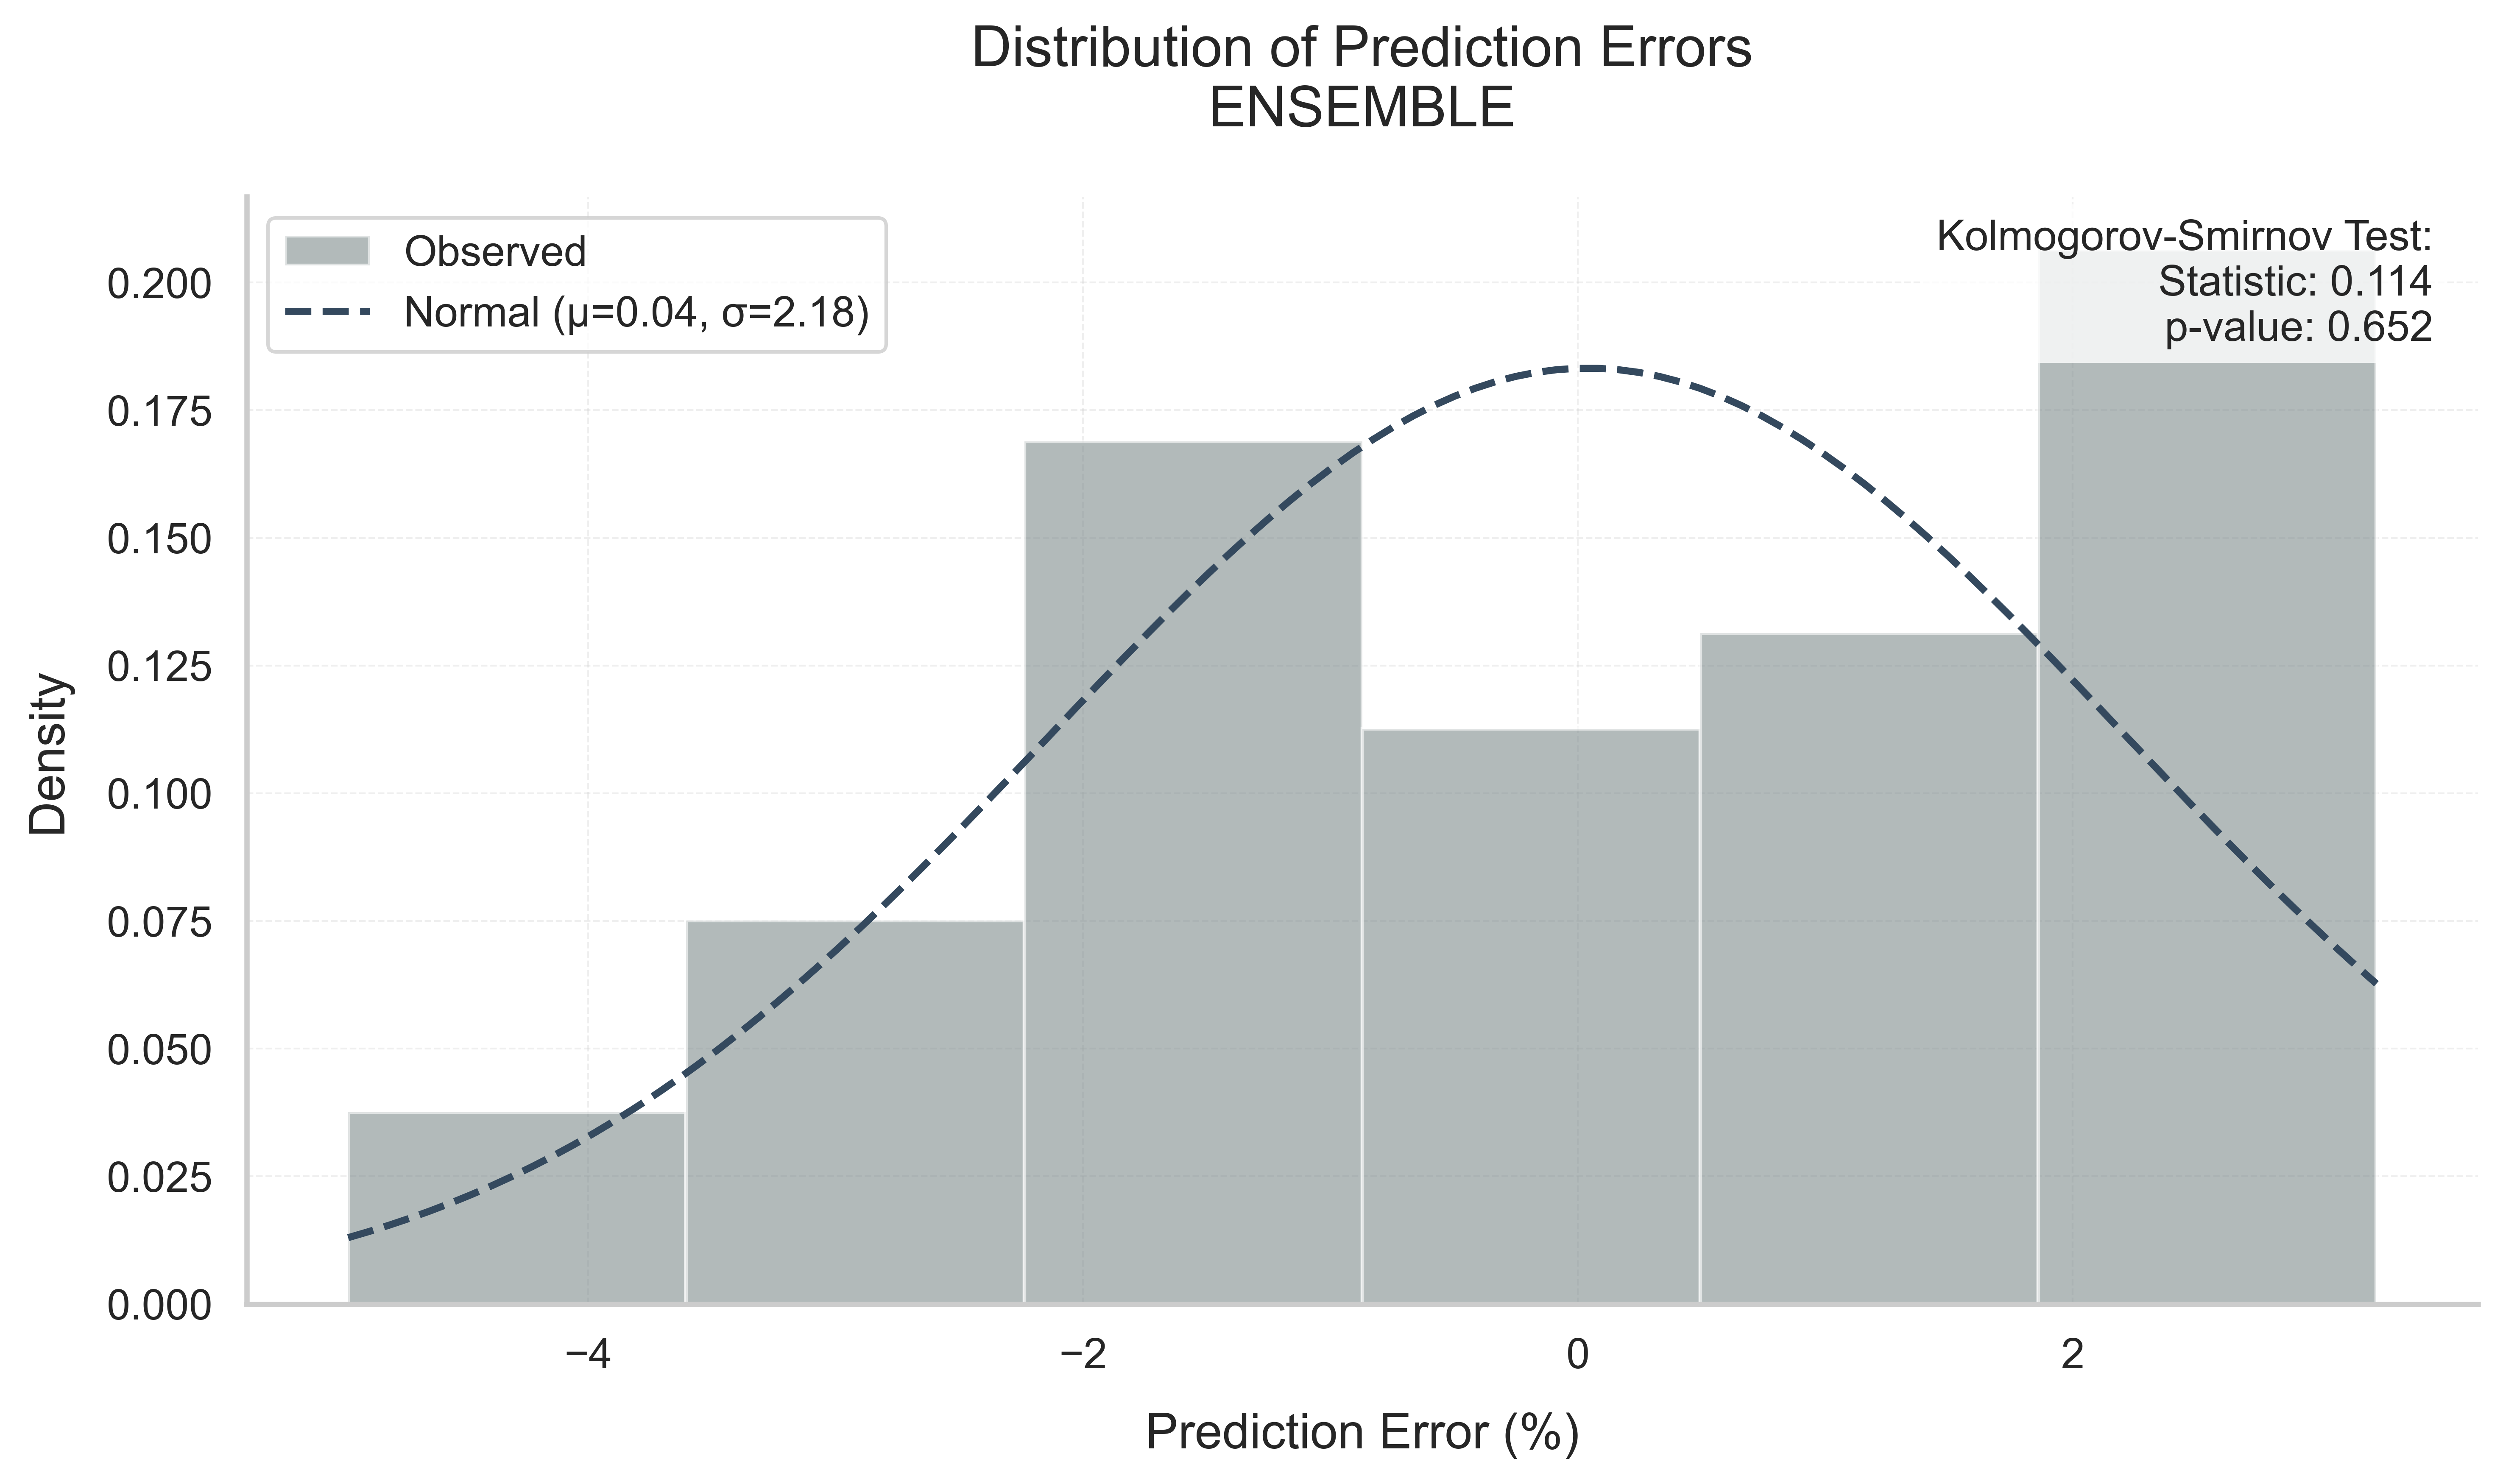 Distribution of Prediction Errors
ENSEMBLE
Observed
Normal (μ=0.04, σ=2.18)
Kolmogorov-Smirnov Test:
Statistic: 0.114
p-value: 0.652
0.200
0.175
0.150
0.125
0.100
0.075
0.050
0.025
0.000
Density
−4
−2
0
2
Prediction Error (%)